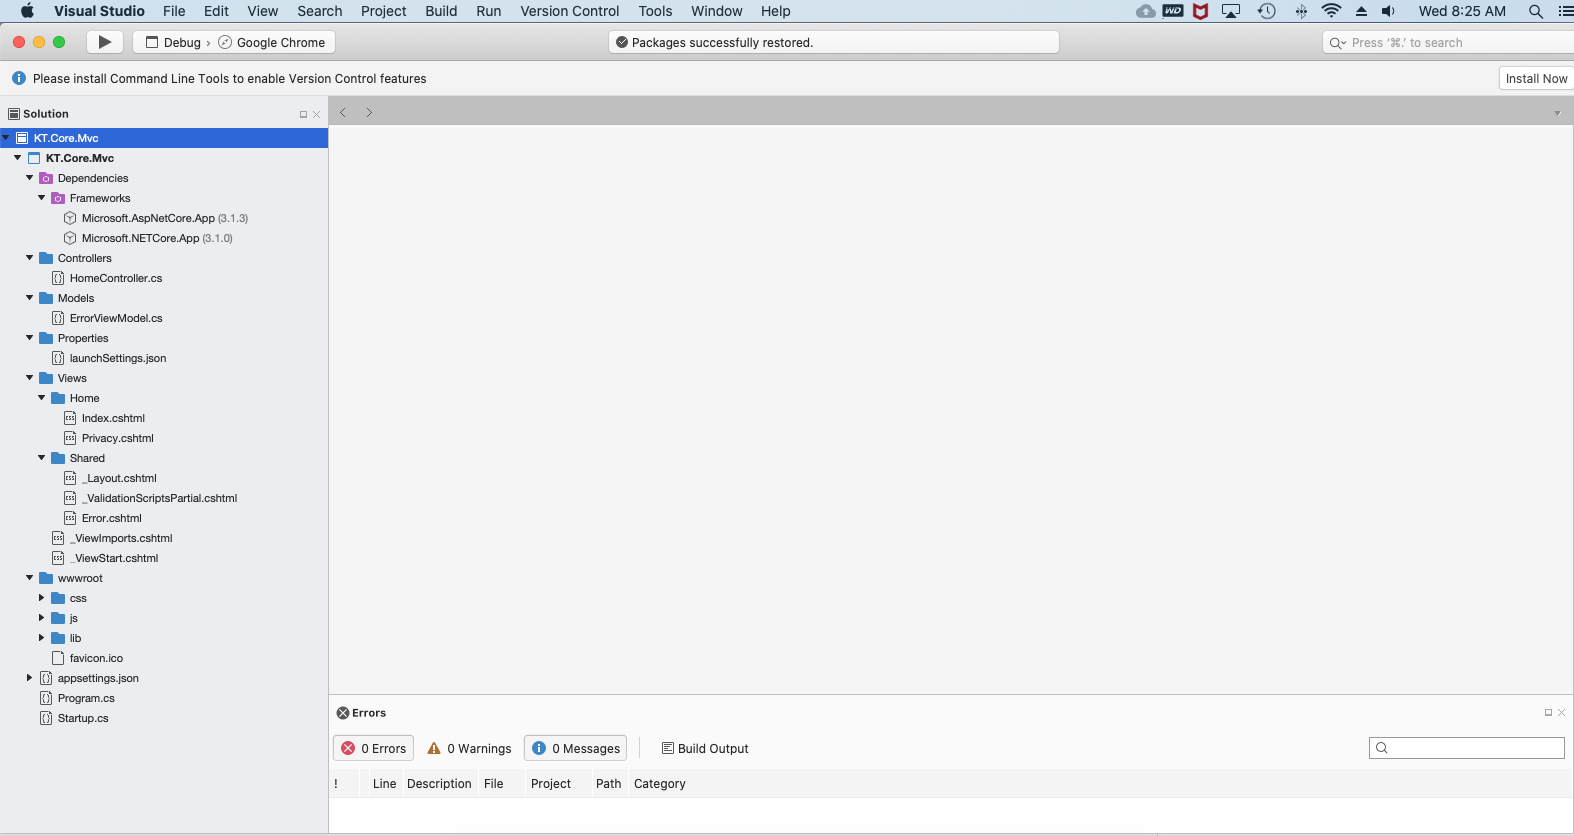 Visual Studio File Edit View Search Project Build Run Version Control Tools Window Help WD Wed 8:25 AM
Debug › Google Chrome
Packages successfully restored.
Press ‘⌘.’ to search
Please install Command Line Tools to enable Version Control features
Install Now
Solution
KT.Core.Mvc
KT.Core.Mvc
Dependencies
Frameworks
Microsoft.AspNetCore.App (3.1.3)
Microsoft.NETCore.App (3.1.0)
Controllers
HomeController.cs
Models
ErrorViewModel.cs
Properties
launchSettings.json
Views
Home
Index.cshtml
Privacy.cshtml
Shared
_Layout.cshtml
_ValidationScriptsPartial.cshtml
Error.cshtml
_ViewImports.cshtml
_ViewStart.cshtml
wwwroot
css
js
lib
favicon.ico
appsettings.json
Program.cs
Startup.cs
Errors
0 Errors 0 Warnings 0 Messages Build Output
! Line Description File Project Path Category